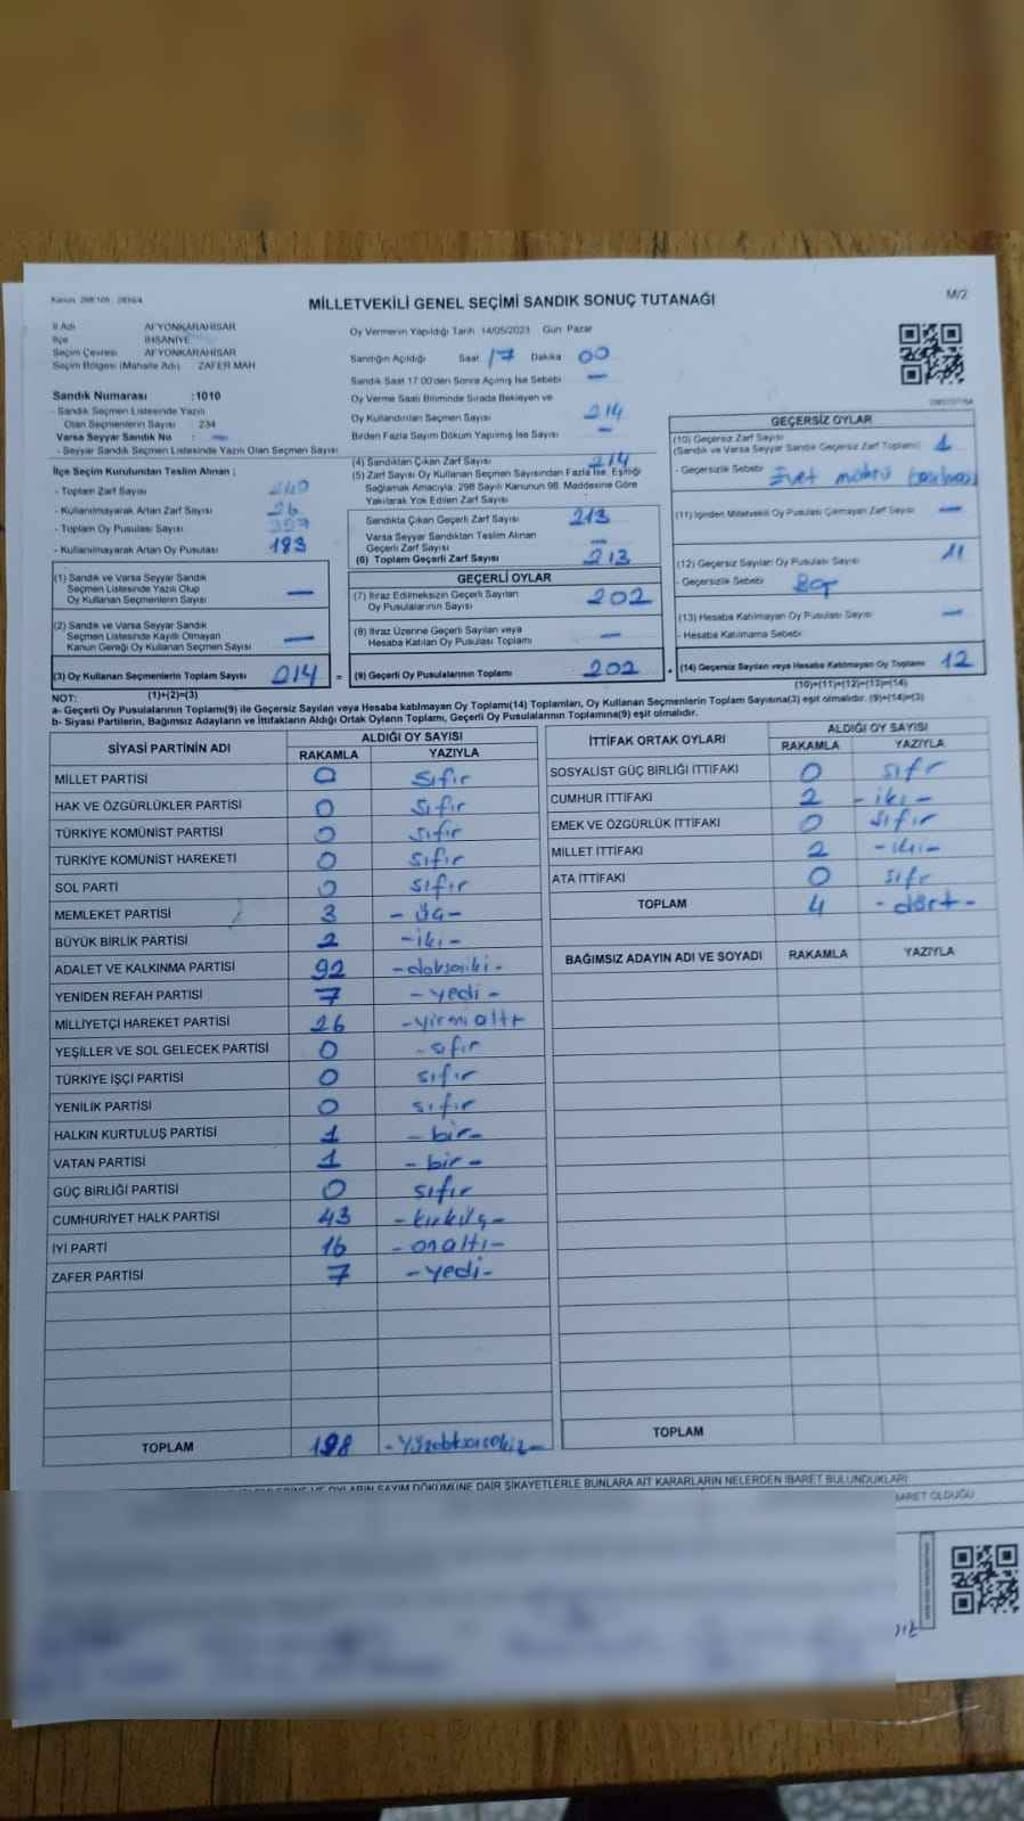 MİLLETVEKİLİ GENEL SEÇİMİ SANDIK SONUÇ TUTANAĞI
M/2
İl Adı AFYONKARAHİSAR
İlçe İHSANİYE
Seçim Çevresi AFYONKARAHİSAR
Seçim Bölgesi (Mahalle Adı) ZAFER MAH
Sandık Numarası :1010
- Sandık Seçmen Listesinde Yazılı
Olan Seçmenlerin Sayısı 234
Varsa Seyyar Sandık No : -
- Seyyar Sandık Seçmen Listesinde Yazılı Olan Seçmen Sayısı
İlçe Seçim Kurulundan Teslim Alınan ;
- Toplam Zarf Sayısı 240
- Kullanılmayarak Artan Zarf Sayısı 26
- Toplam Oy Pusulası Sayısı
- Kullanılmayarak Artan Oy Pusulası 183
(1) Sandık ve Varsa Seyyar Sandık
Seçmen Listesinde Yazılı Olup
Oy Kullanan Seçmenlerin Sayısı —
(2) Sandık ve Varsa Seyyar Sandık
Seçmen Listesinde Kayıtlı Olmayan
Kanun Gereği Oy Kullanan Seçmen Sayısı —
(3) Oy Kullanan Seçmenlerin Toplam Sayısı 214 =
(1)+(2)=(3)
Oy Vermenin Yapıldığı Tarih 14/05/2023 Gün Pazar
Sandığın Açıldığı Saat 17 Dakika 00
Sandık Saat 17.00'den Sonra Açılmış İse Sebebi —
Oy Verme Saati Bitiminde Sırada Bekleyen ve
Oy Kullandırılan Seçmen Sayısı 214
Birden Fazla Sayım Döküm Yapılmış İse Sayısı —
(4) Sandıktan Çıkan Zarf Sayısı 214
(5) Zarf Sayısı Oy Kullanan Seçmen Sayısından Fazla İse, Eşitliği
Sağlamak Amacıyla, 298 Sayılı Kanunun 98. Maddesine Göre
Yakılarak Yok Edilen Zarf Sayısı
Sandıkta Çıkan Geçerli Zarf Sayısı 213
Varsa Seyyar Sandıktan Teslim Alınan
Geçerli Zarf Sayısı —
(6) Toplam Geçerli Zarf Sayısı 213
GEÇERLİ OYLAR
(7) İtiraz Edilmeksizin Geçerli Sayılan
Oy Pusulalarının Sayısı 202
(8) İtiraz Üzerine Geçerli Sayılan veya
Hesaba Katılan Oy Pusulası Toplamı —
(9) Geçerli Oy Pusulalarının Toplamı 202 +
GEÇERSİZ OYLAR
(10) Geçersiz Zarf Sayısı 1
(Sandık ve Varsa Seyyar Sandık Geçersiz Zarf Toplamı)
- Geçersizlik Sebebi Evet mührü
(11) İçinden Milletvekili Oy Pusulası Çıkmayan Zarf Sayısı —
(12) Geçersiz Sayılan Oy Pusulası Sayısı 11
- Geçersizlik Sebebi
(13) Hesaba Katılmayan Oy Pusulası Sayısı —
- Hesaba Katılmama Sebebi
(14) Geçersiz Sayılan veya Hesaba Katılmayan Oy Toplamı 12
(10)+(11)+(12)+(13)=(14)
NOT:
a- Geçerli Oy Pusulalarının Toplamı(9) ile Geçersiz Sayılan veya Hesaba katılmayan Oy Toplamı(14) Toplamları, Oy Kullanan Seçmenlerin Toplam Sayısına(3) eşit olmalıdır. (9)+(14)=(3)
b- Siyasi Partilerin, Bağımsız Adayların ve İttifakların Aldığı Ortak Oyların Toplamı, Geçerli Oy Pusulalarının Toplamına(9) eşit olmalıdır.
SİYASİ PARTİNİN ADI ALDIĞI OY SAYISI
RAKAMLA YAZIYLA
MİLLET PARTİSİ 0 sıfır
HAK VE ÖZGÜRLÜKLER PARTİSİ 0 sıfır
TÜRKİYE KOMÜNİST PARTİSİ 0 sıfır
TÜRKİYE KOMÜNİST HAREKETİ 0 sıfır
SOL PARTİ 0 sıfır
MEMLEKET PARTİSİ 3 - üç -
BÜYÜK BİRLİK PARTİSİ 2 - iki -
ADALET VE KALKINMA PARTİSİ 92 - doksaniki -
YENİDEN REFAH PARTİSİ 7 - yedi -
MİLLİYETÇİ HAREKET PARTİSİ 26 - yirmialtı
YEŞİLLER VE SOL GELECEK PARTİSİ 0 - sıfır
TÜRKİYE İŞÇİ PARTİSİ 0 sıfır
YENİLİK PARTİSİ 0 sıfır
HALKIN KURTULUŞ PARTİSİ 1 - bir -
VATAN PARTİSİ 1 - bir -
GÜÇ BİRLİĞİ PARTİSİ 0 sıfır
CUMHURİYET HALK PARTİSİ 43 - kırküç -
İYİ PARTİ 16 - onaltı -
ZAFER PARTİSİ 7 - yedi -
TOPLAM 198
İTTİFAK ORTAK OYLARI ALDIĞI OY SAYISI
RAKAMLA YAZIYLA
SOSYALİST GÜÇ BİRLİĞİ İTTİFAKI 0 sıfr
CUMHUR İTTİFAKI 2 - iki -
EMEK VE ÖZGÜRLÜK İTTİFAKI 0 sıfır
MİLLET İTTİFAKI 2 - iki -
ATA İTTİFAKI 0 sıfr
TOPLAM 4 - dört -
BAĞIMSIZ ADAYIN ADI VE SOYADI RAKAMLA YAZIYLA
TOPLAM
OYLARIN SAYIM DÖKÜMÜNE DAİR ŞİKAYETLERLE BUNLARA AİT KARARLARIN NELERDEN İBARET BULUNDUKLARI
OLDUĞU